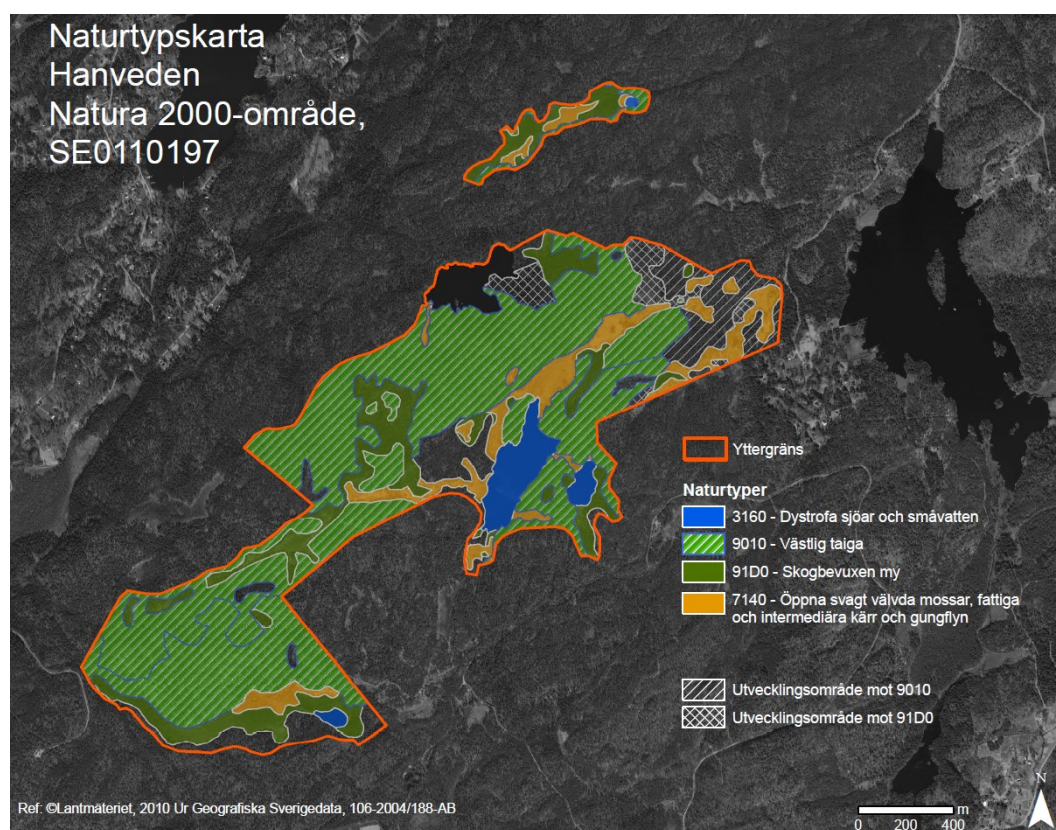 Naturtypskarta
Hanveden
Natura 2000-område,
SE0110197
Yttergräns
Naturtyper
3160 - Dystrofa sjöar och småvatten
9010 - Västlig taiga
91D0 - Skogbevuxen my
7140 - Öppna svagt välvda mossar, fattiga
och intermediära kärr och gungflyn
Utvecklingsområde mot 9010
Utvecklingsområde mot 91D0
Ref: ©Lantmäteriet, 2010 Ur Geografiska Sverigedata, 106-2004/188-AB
m
0 200 400
N